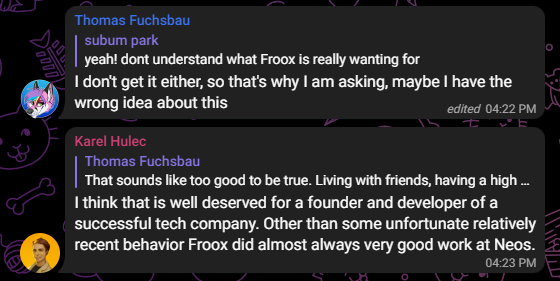 Thomas Fuchsbau
subum park
yeah! dont understand what Froox is really wanting for
I don't get it either, so that's why I am asking, maybe I have the
wrong idea about this
edited 04:22 PM
Karel Hulec
Thomas Fuchsbau
That sounds like too good to be true. Living with friends, having a high ...
I think that is well deserved for a founder and developer of a
successful tech company. Other than some unfortunate relatively
recent behavior Froox did almost always very good work at Neos.
04:23 PM